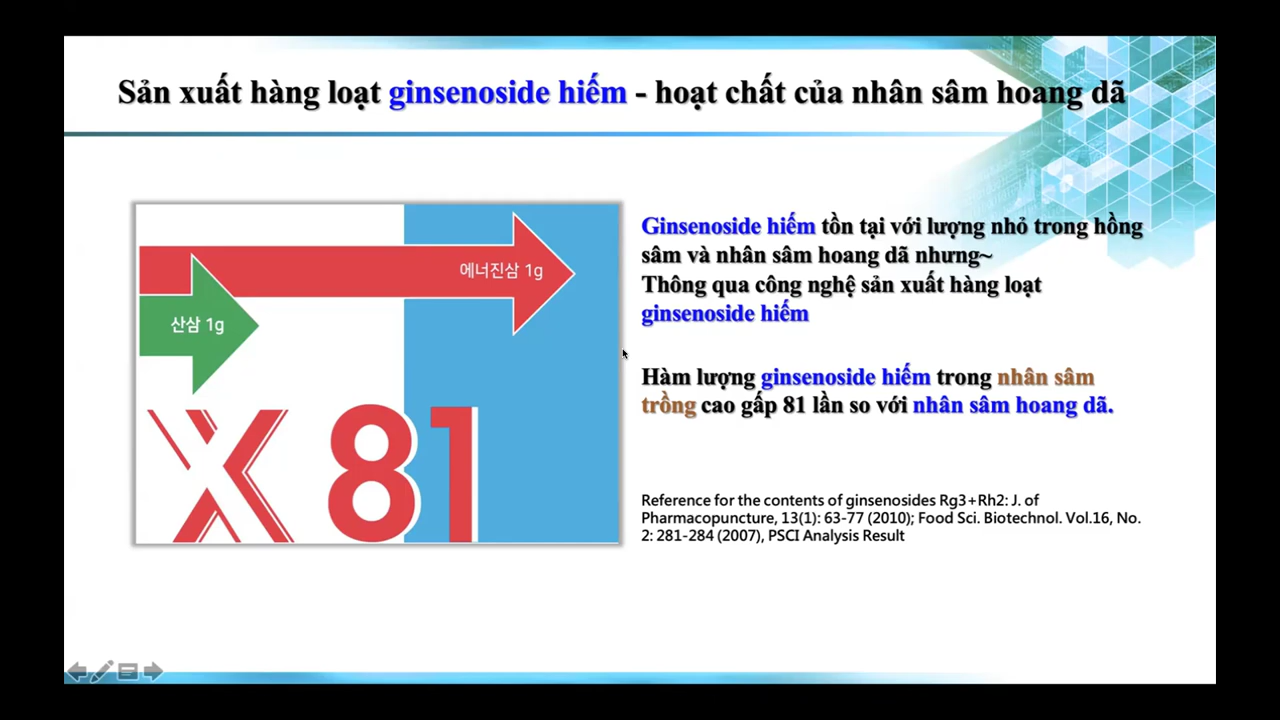 Sản xuất hàng loạt ginsenoside hiếm - hoạt chất của nhân sâm hoang dã
에너진삼 1g
산삼 1g
X 81
Ginsenoside hiếm tồn tại với lượng nhỏ trong hồng
sâm và nhân sâm hoang dã nhưng~
Thông qua công nghệ sản xuất hàng loạt
ginsenoside hiếm
Hàm lượng ginsenoside hiếm trong nhân sâm
trồng cao gấp 81 lần so với nhân sâm hoang dã.
Reference for the contents of ginsenosides Rg3+Rh2: J. of
Pharmacopuncture, 13(1): 63-77 (2010); Food Sci. Biotechnol. Vol.16, No.
2: 281-284 (2007), PSCI Analysis Result